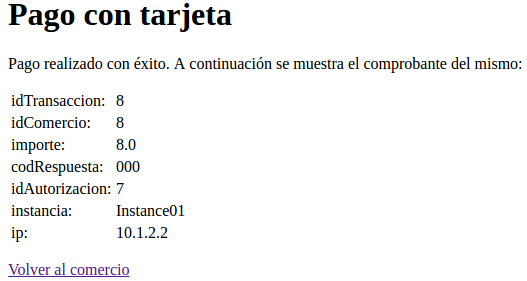 Pago con tarjeta
Pago realizado con éxito. A continuación se muestra el comprobante del mismo:
idTransaccion: 8
idComercio: 8
importe: 8.0
codRespuesta: 000
idAutorizacion: 7
instancia: Instance01
ip: 10.1.2.2
Volver al comercio